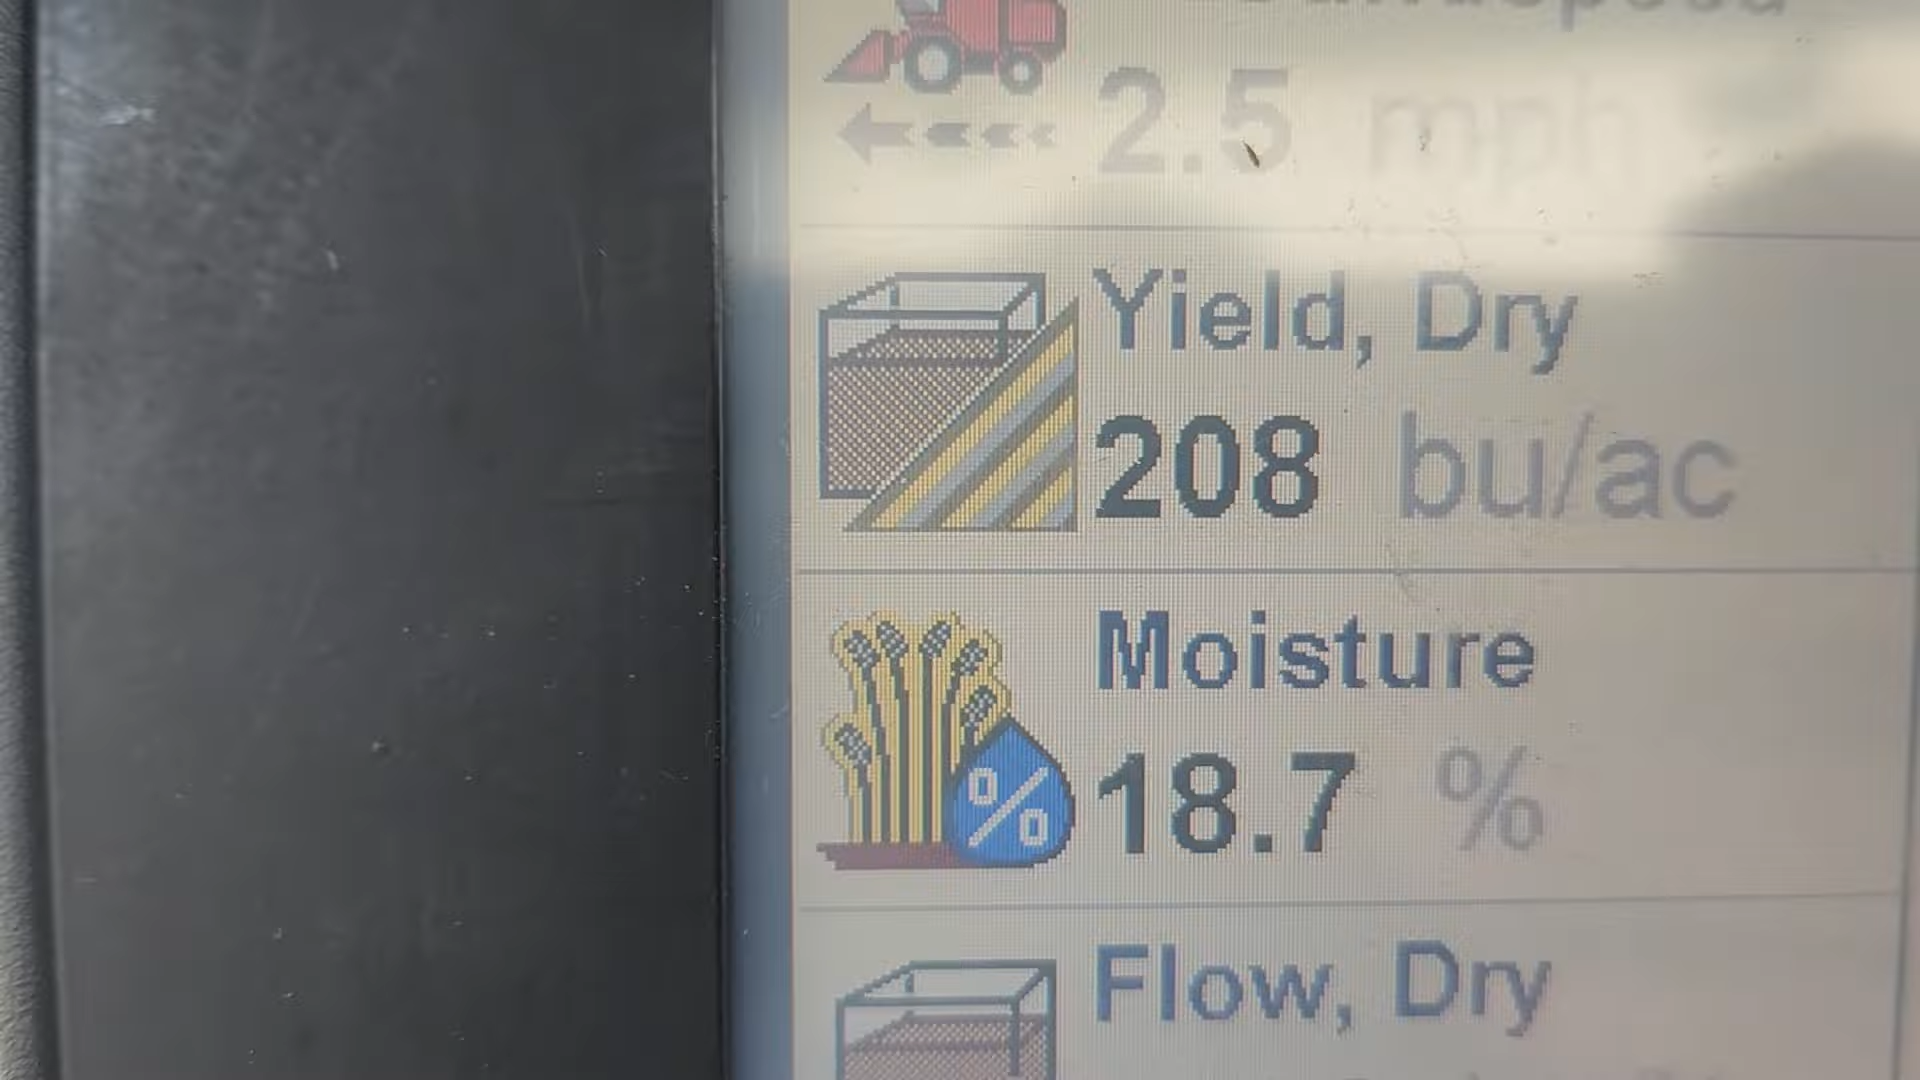 2.5 mph
Yield, Dry
208 bu/ac
%
Moisture
18.7 %
Flow, Dry